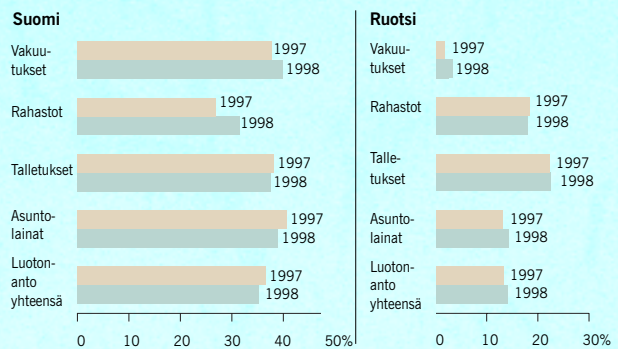 Suomi
Vakuu-
tukset
1997
1998
Rahastot
1997
1998
Talletukset
1997
1998
Asunto-
lainat
1997
1998
Luoton-
anto
yhteensä
1997
1998
0 10 20 30 40 50%
Ruotsi
Vakuu-
tukset
1997
1998
Rahastot
1997
1998
Talle-
tukset
1997
1998
Asunto-
lainat
1997
1998
Luoton-
anto
yhteensä
1997
1998
0 10 20 30%